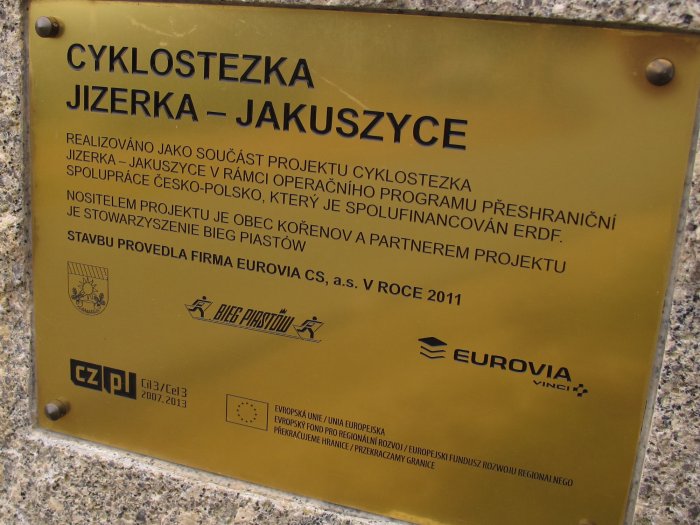 CYKLOSTEZKA
JIZERKA – JAKUSZYCE
REALIZOVÁNO JAKO SOUČÁST PROJEKTU CYKLOSTEZKA
JIZERKA – JAKUSZYCE V RÁMCI OPERAČNÍHO PROGRAMU PŘESHRANIČNÍ
SPOLUPRÁCE ČESKO-POLSKO, KTERÝ JE SPOLUFINANCOVÁN ERDF.
NOSITELEM PROJEKTU JE OBEC KOŘENOV A PARTNEREM PROJEKTU
JE STOWARZYSZENIE BIEG PIASTÓW
STAVBU PROVEDLA FIRMA EUROVIA CS, a.s. V ROCE 2011
BIEG PIASTÓW
EUROVIA
VINCI
cz pl
Cíl 3 / Cel 3
2007.2013
EVROPSKÁ UNIE / UNIA EUROPEJSKA
EVROPSKÝ FOND PRO REGIONÁLNÍ ROZVOJ / EUROPEJSKI FUNDUSZ ROZWOJU REGIONALNEGO
PŘEKRAČUJEME HRANICE / PRZEKRACZAMY GRANICE